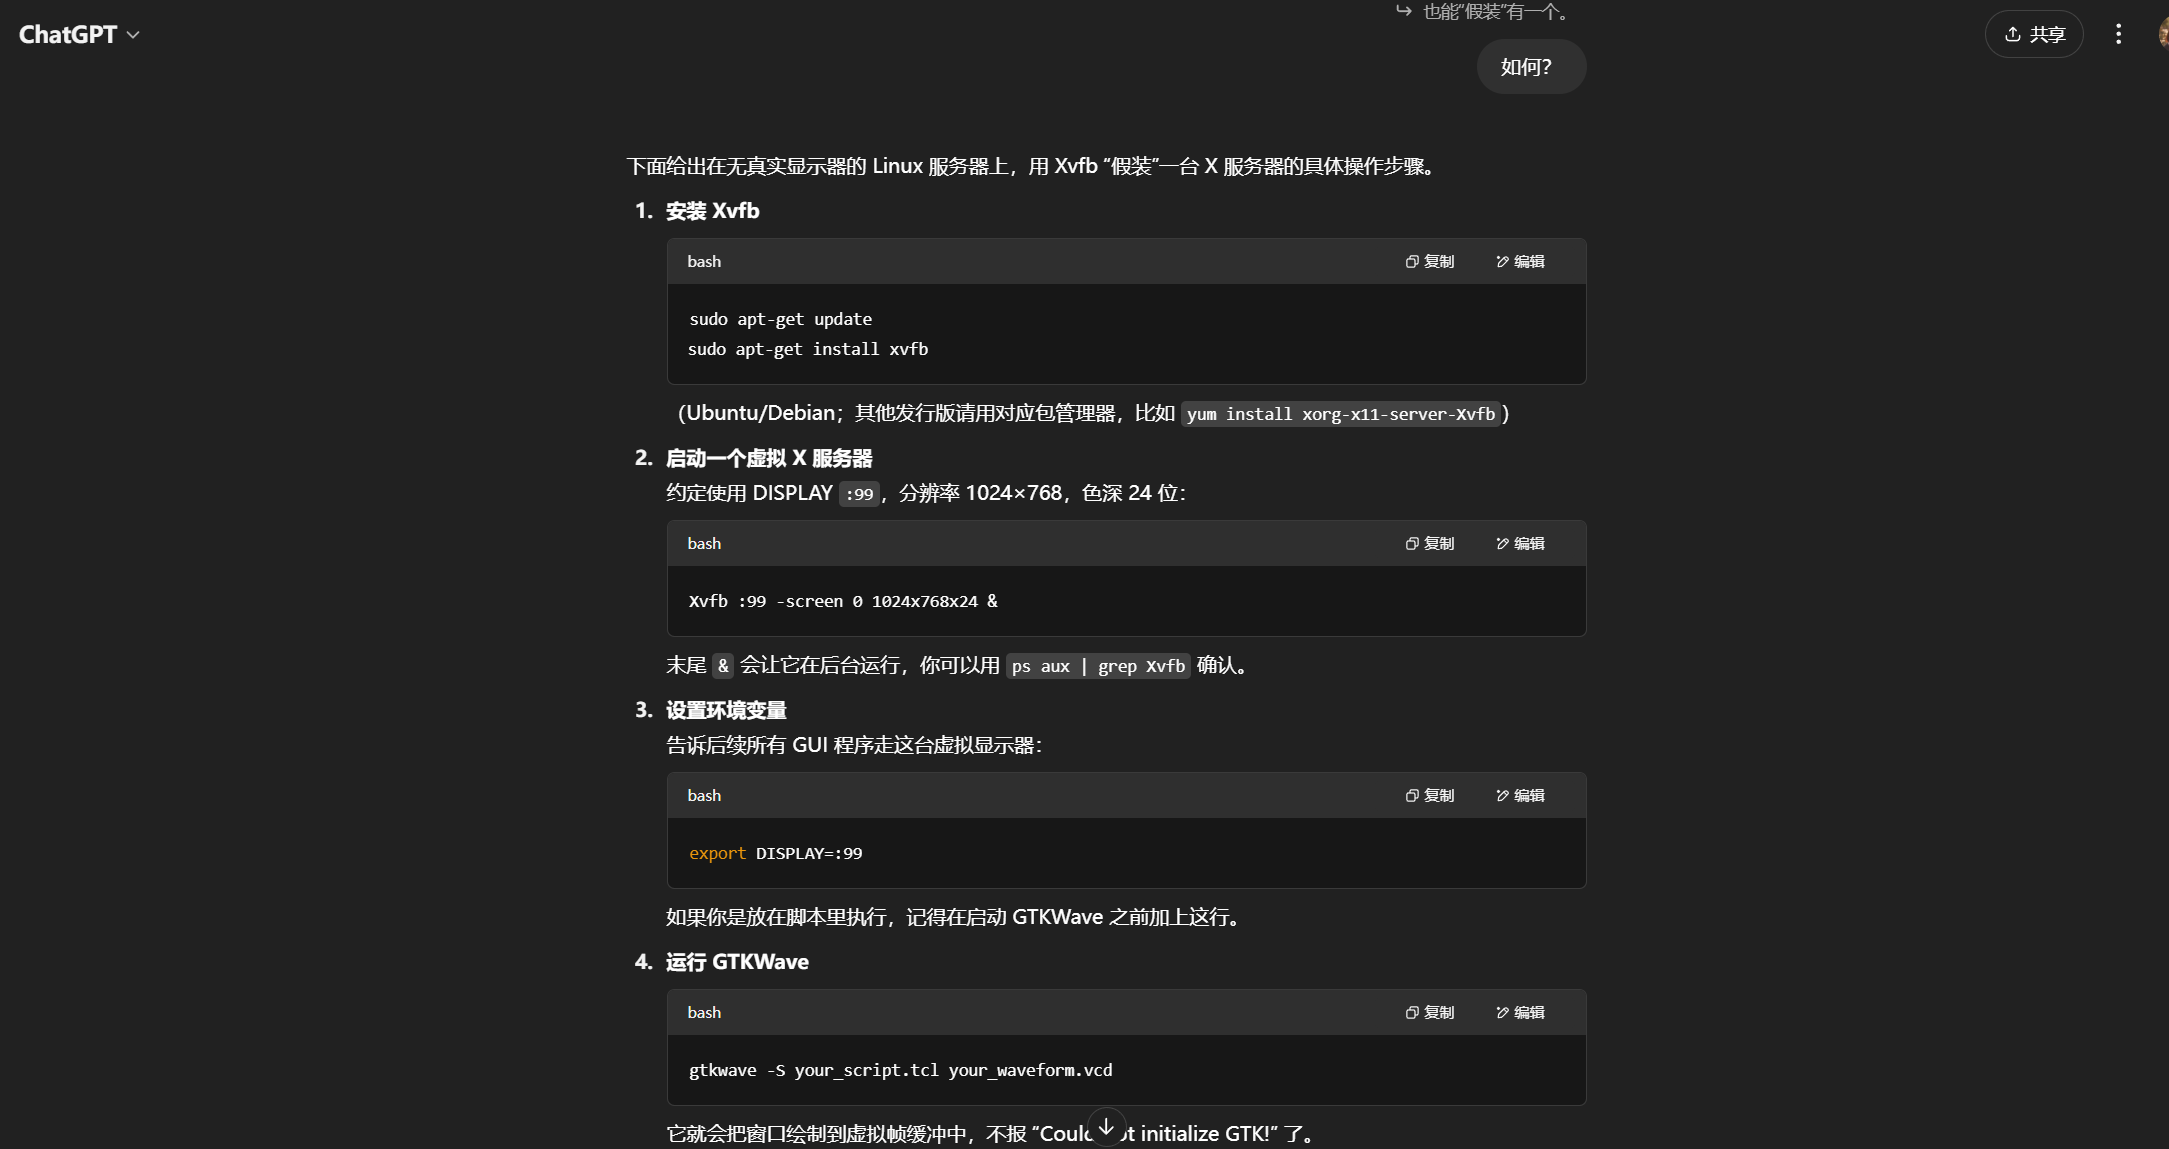 ChatGPT
也能“假装”有一个。
共享
如何？
下面给出在无真实显示器的 Linux 服务器上，用 Xvfb “假装”一台 X 服务器的具体操作步骤。
1. 安装 Xvfb
bash 复制 编辑
sudo apt-get update
sudo apt-get install xvfb
（Ubuntu/Debian；其他发行版请用对应包管理器，比如 yum install xorg-x11-server-Xvfb）
2. 启动一个虚拟 X 服务器
约定使用 DISPLAY :99，分辨率 1024×768，色深 24 位：
bash 复制 编辑
Xvfb :99 -screen 0 1024x768x24 &
末尾 & 会让它在后台运行，你可以用 ps aux | grep Xvfb 确认。
3. 设置环境变量
告诉后续所有 GUI 程序走这台虚拟显示器：
bash 复制 编辑
export DISPLAY=:99
如果你是放在脚本里执行，记得在启动 GTKWave 之前加上这行。
4. 运行 GTKWave
bash 复制 编辑
gtkwave -S your_script.tcl your_waveform.vcd
它就会把窗口绘制到虚拟帧缓冲中，不报 “ initialize GTK!” 了。